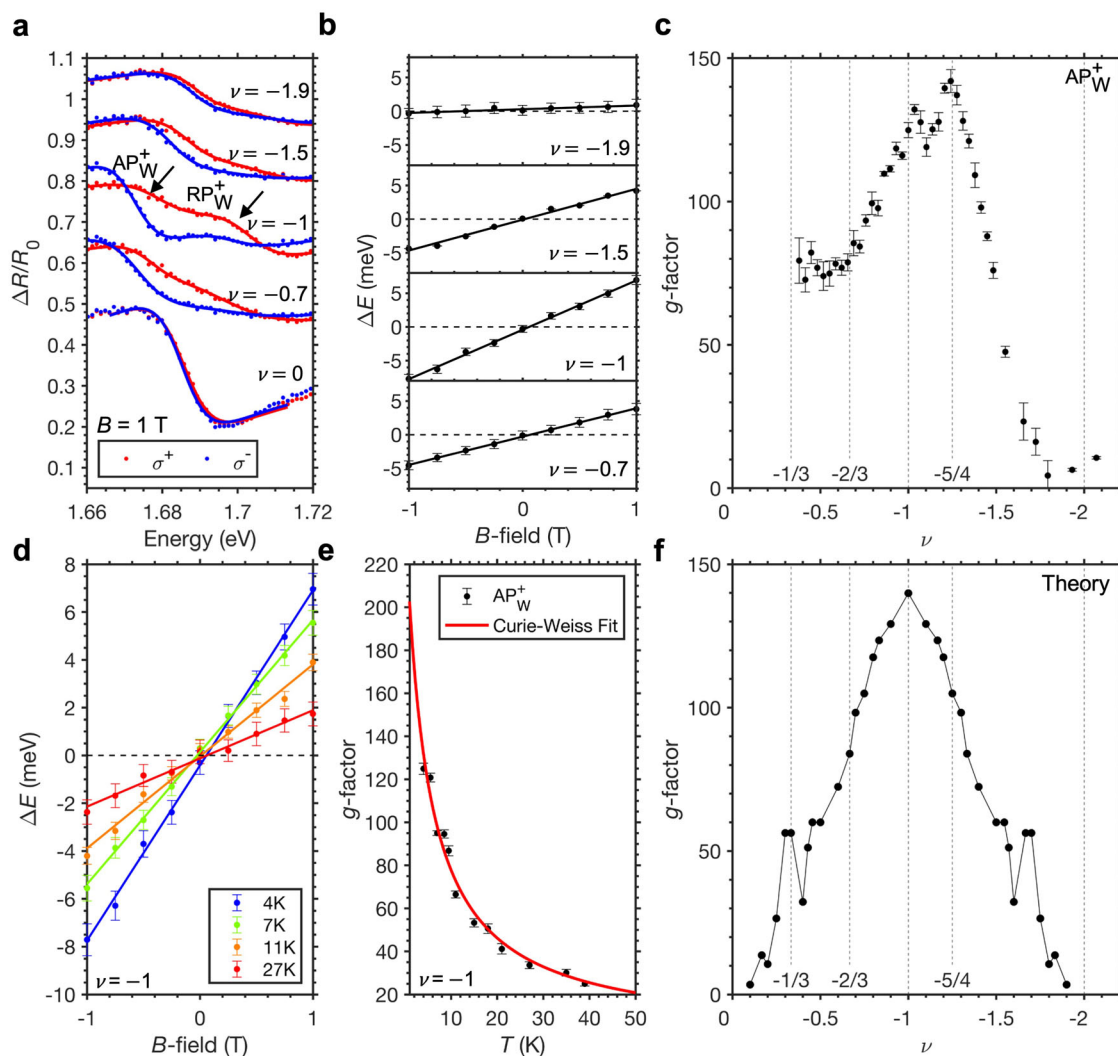 a
1.1
1
0.9
0.8
0.7
0.6
0.5
0.4
0.3
0.2
0.1
ΔR/R₀
ν = −1.9
ν = −1.5
AP⁺W
RP⁺W
ν = −1
ν = −0.7
ν = 0
B = 1 T
σ⁺ σ⁻
1.66 1.68 1.7 1.72
Energy (eV)
b
5
0
-5
ν = −1.9
5
0
-5
ν = −1.5
5
0
-5
ν = −1
5
0
-5
ν = −0.7
ΔE (meV)
-1 0 1
B-field (T)
c
150
100
50
0
g-factor
AP⁺W
-1/3 -2/3 -5/4
0 -0.5 -1 -1.5 -2
ν
d
8
6
4
2
0
-2
-4
-6
-8
-10
ΔE (meV)
4K
7K
11K
27K
ν = −1
-1 0 1
B-field (T)
e
220
200
180
160
140
120
100
80
60
40
20
g-factor
AP⁺W
Curie-Weiss Fit
ν = −1
10 20 30 40 50
T (K)
f
150
100
50
0
g-factor
Theory
-1/3 -2/3 -5/4
0 -0.5 -1 -1.5 -2
ν